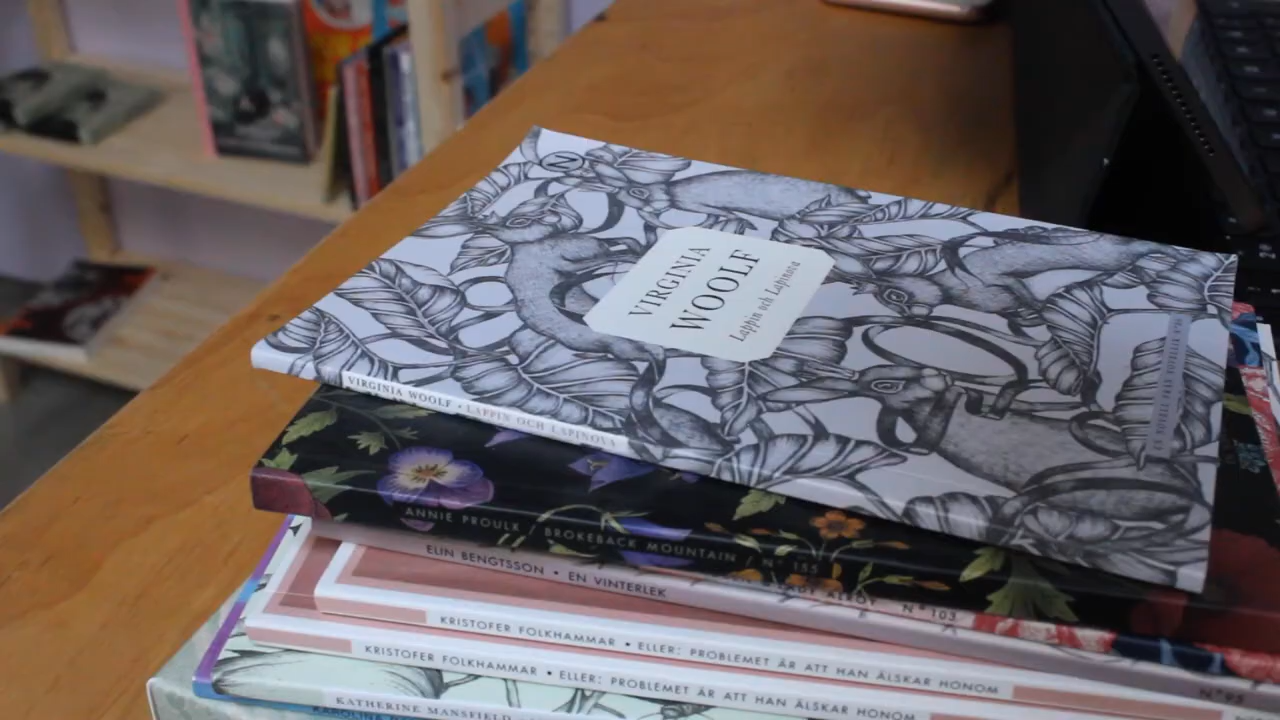 N
VIRGINIA
WOOLF
Lappin och Lapinova
VIRGINIA WOOLF • LAPPIN OCH LAPINOVA
ANNIE PROULX / BROKEBACK MOUNTAIN / N° 155
N° 103
ELIN BENGTSSON • EN VINTERLEK
N° 95
KRISTOFER FOLKHAMMAR • ELLER: PROBLEMET ÄR ATT HAN ÄLSKAR HONOM
KRISTOFER FOLKHAMMAR • ELLER: PROBLEMET ÄR ATT HAN ÄLSKAR HONOM
KATHERINE MANSFIELD
KAROLINA